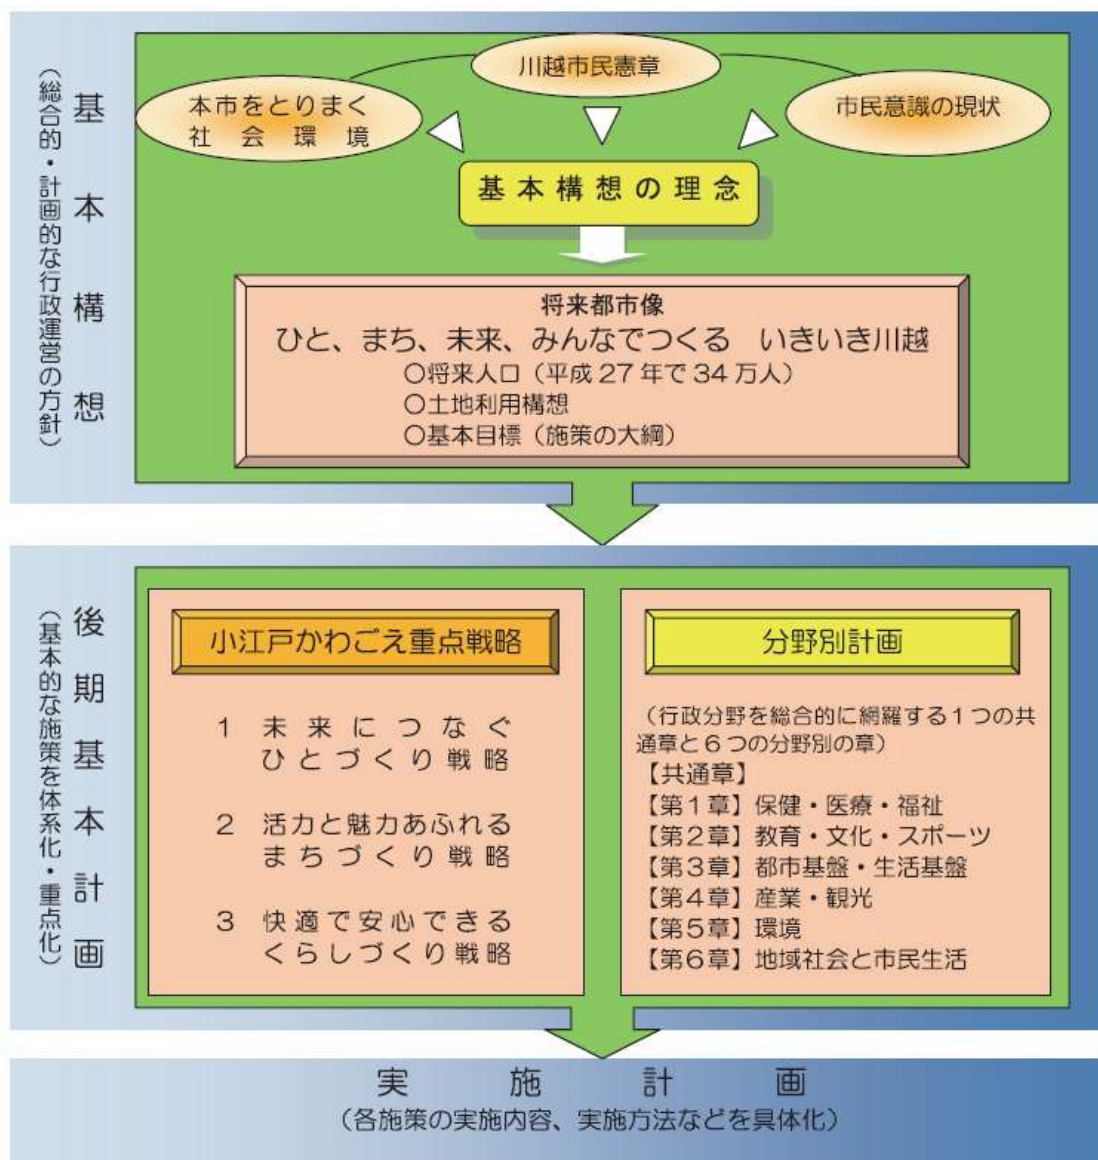 基本構想
（総合的・計画的な行政運営の方針）
川越市民憲章
本市をとりまく
社会環境
市民意識の現状
基本構想の理念
将来都市像
ひと、まち、未来、みんなでつくる　いきいき川越
○将来人口（平成27年で34万人）
○土地利用構想
○基本目標（施策の大綱）
後期基本計画
（基本的な施策を体系化・重点化）
小江戸かわごえ重点戦略
1　未来につなぐ
ひとづくり戦略
2　活力と魅力あふれる
まちづくり戦略
3　快適で安心できる
くらしづくり戦略
分野別計画
（行政分野を総合的に網羅する1つの共
通章と6つの分野別の章）
【共通章】
【第1章】保健・医療・福祉
【第2章】教育・文化・スポーツ
【第3章】都市基盤・生活基盤
【第4章】産業・観光
【第5章】環境
【第6章】地域社会と市民生活
実施計画
（各施策の実施内容、実施方法などを具体化）